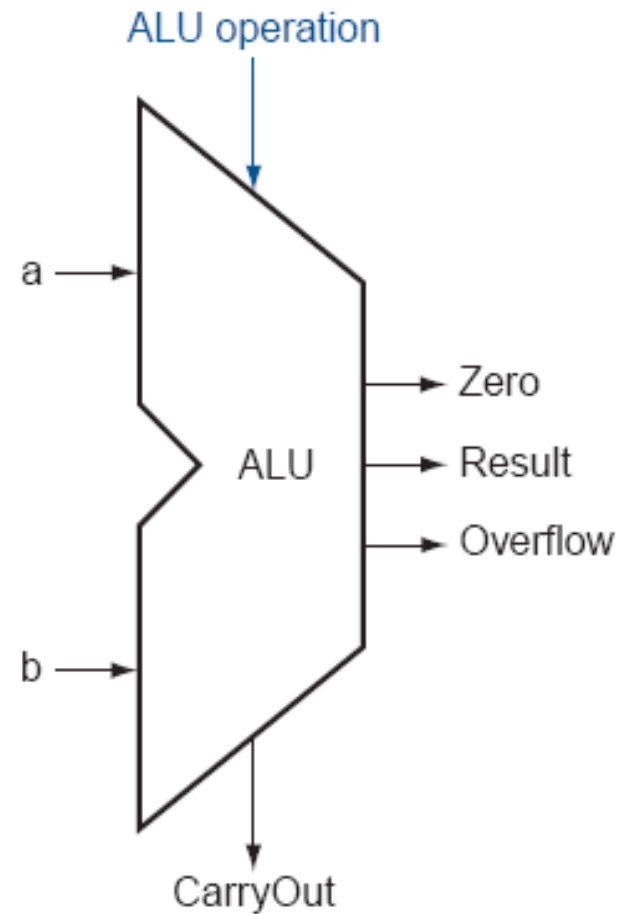 ALU operation
a
Zero
ALU
Result
Overflow
b
CarryOut